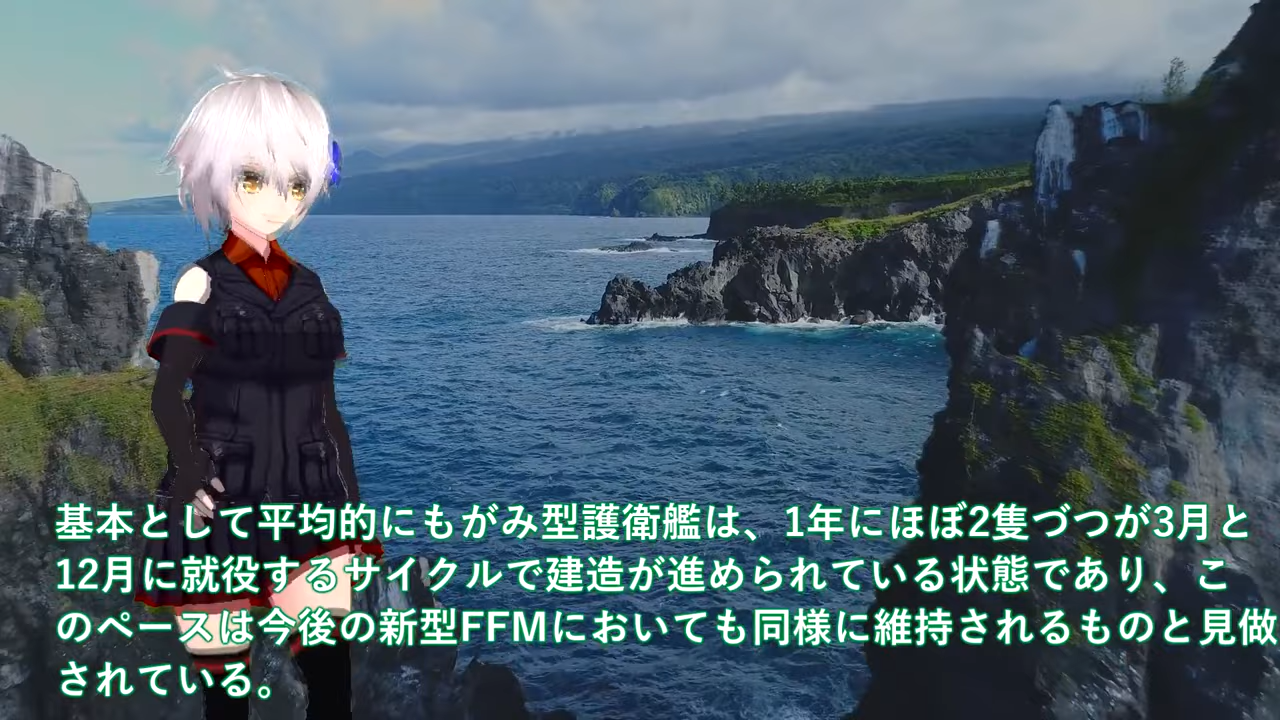 基本として平均的にもがみ型護衛艦は、1年にほぼ2隻づつが3月と
12月に就役するサイクルで建造が進められている状態であり、こ
のペースは今後の新型FFMにおいても同様に維持されるものと見做
されている。